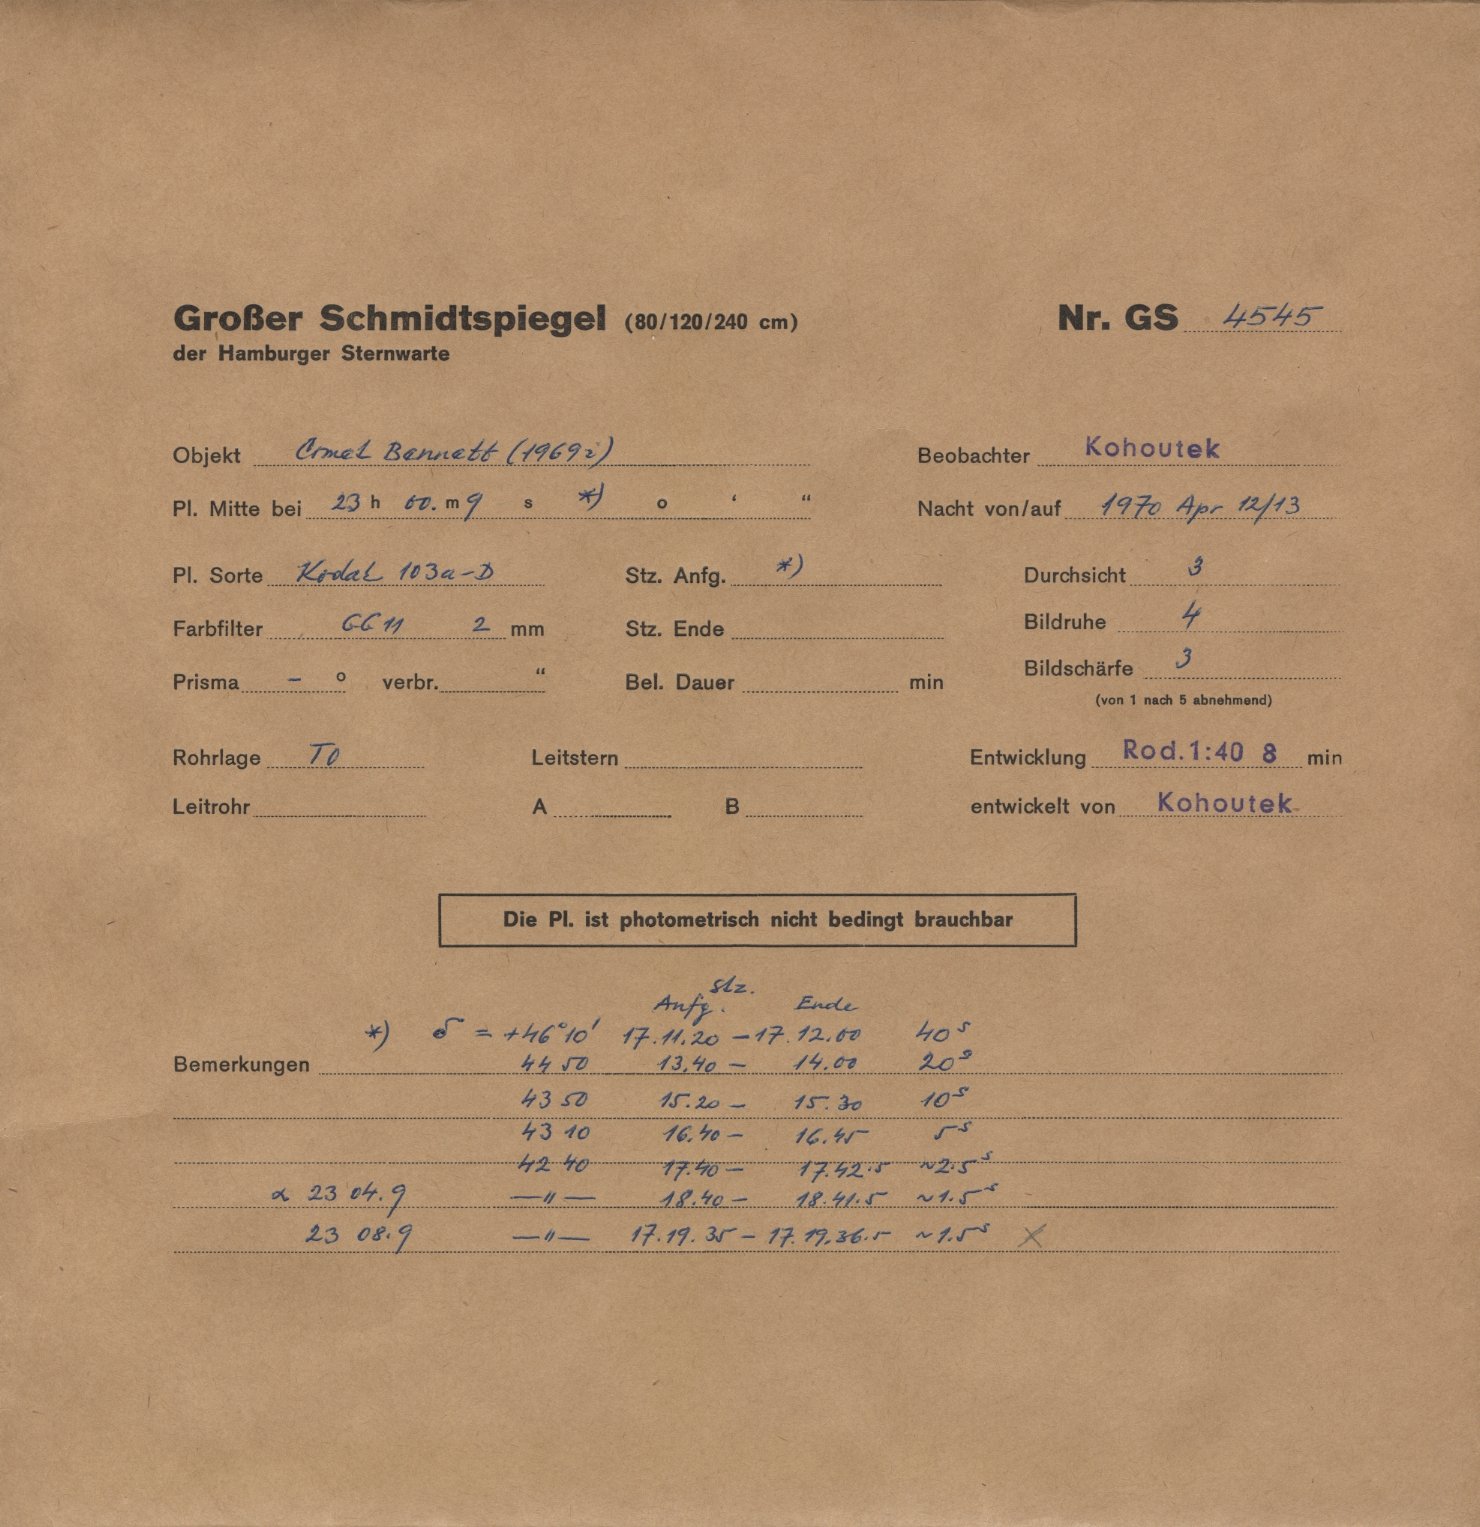 Großer Schmidtspiegel (80/120/240 cm) Nr. GS 4545
der Hamburger Sternwarte
Objekt Comet Bennett (1969i) Beobachter Kohoutek
Pl. Mitte bei 23 h 00. m 9 s *) o ‘ “ Nacht von/auf 1970 Apr 12/13
Pl. Sorte Kodak 103a-D Stz. Anfg. *) Durchsicht 3
Farbfilter GG 11 2 mm Stz. Ende Bildruhe 4
Prisma – o verbr. “ Bel. Dauer min Bildschärfe 3
(von 1 nach 5 abnehmend)
Rohrlage TO Leitstern Entwicklung Rod. 1:40 8 min
Leitrohr A B entwickelt von Kohoutek
Die Pl. ist photometrisch nicht bedingt brauchbar
Stz.
Anfg. Ende
*) δ = +46°10' 17.11.20 – 17.12.00 40s
Bemerkungen 44 50 13.40 – 14.00 20s
43 50 15.20 – 15.30 10s
43 10 16.40 – 16.45 5s
42 40 17.40 – 17.42.5 ~2.5s
α 23 04.9 —"— 18.40 – 18.41.5 ~1.5s
23 08.9 —"— 17.19.35 – 17.19.36.5 ~1.5s X